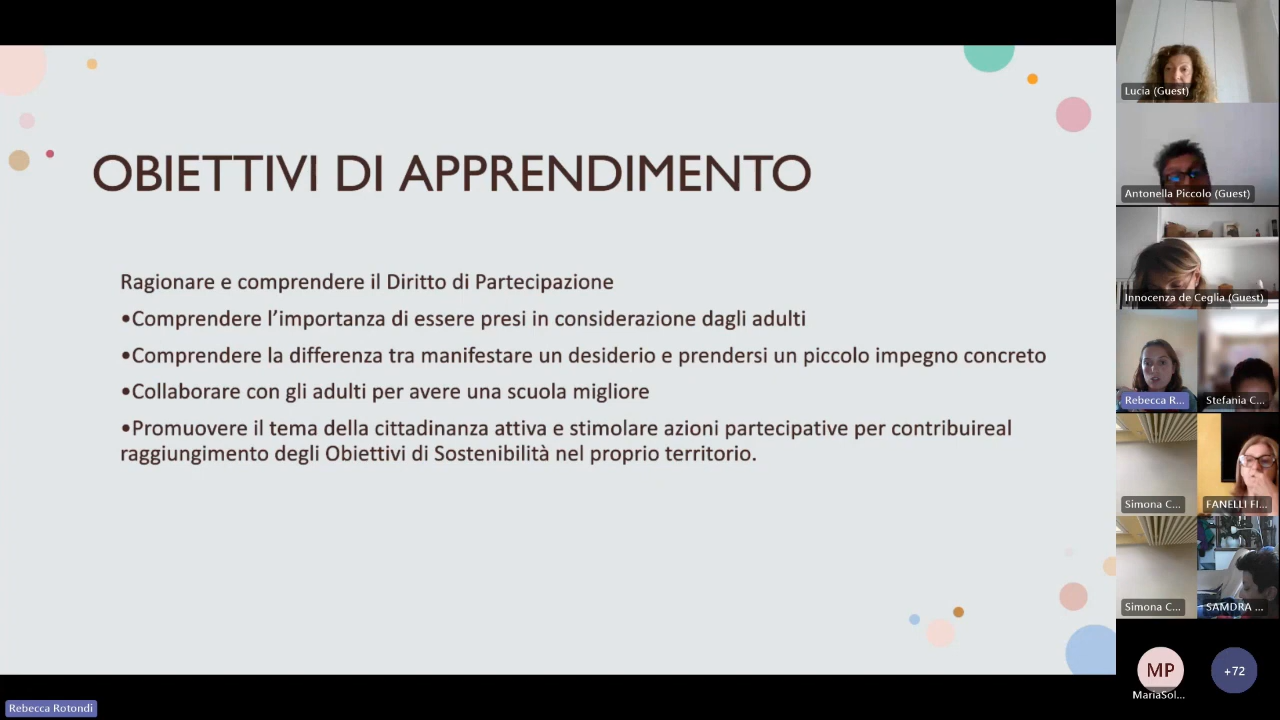 OBIETTIVI DI APPRENDIMENTO
Ragionare e comprendere il Diritto di Partecipazione
•Comprendere l’importanza di essere presi in considerazione dagli adulti
•Comprendere la differenza tra manifestare un desiderio e prendersi un piccolo impegno concreto
•Collaborare con gli adulti per avere una scuola migliore
•Promuovere il tema della cittadinanza attiva e stimolare azioni partecipative per contribuireal
raggiungimento degli Obiettivi di Sostenibilità nel proprio territorio.
Lucia (Guest)
Antonella Piccolo (Guest)
Innocenza de Ceglia (Guest)
Rebecca R...
Stefania C...
Simona C...
FANELLI FI...
Simona C...
SAMDRA ...
MP
MariaSol...
+72
Rebecca Rotondi